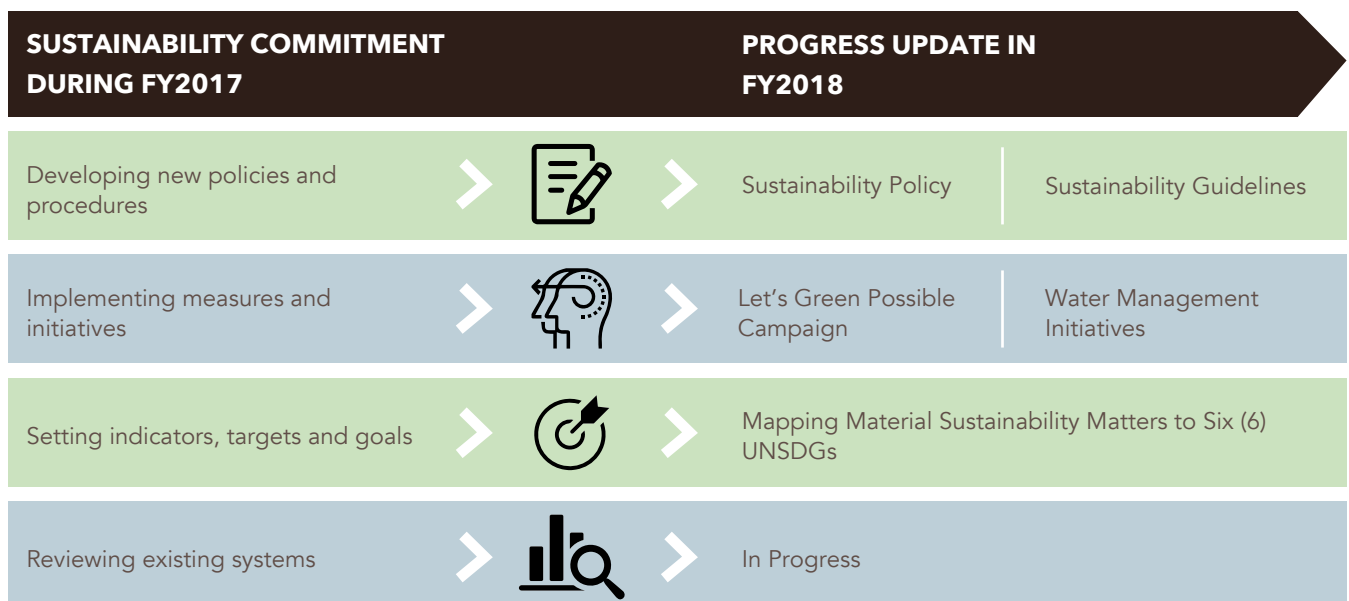 SUSTAINABILITY COMMITMENT
DURING FY2017
PROGRESS UPDATE IN
FY2018
Developing new policies and
procedures
Sustainability Policy
Sustainability Guidelines
Implementing measures and
initiatives
Let’s Green Possible
Campaign
Water Management
Initiatives
Setting indicators, targets and goals
Mapping Material Sustainability Matters to Six (6)
UNSDGs
Reviewing existing systems
In Progress